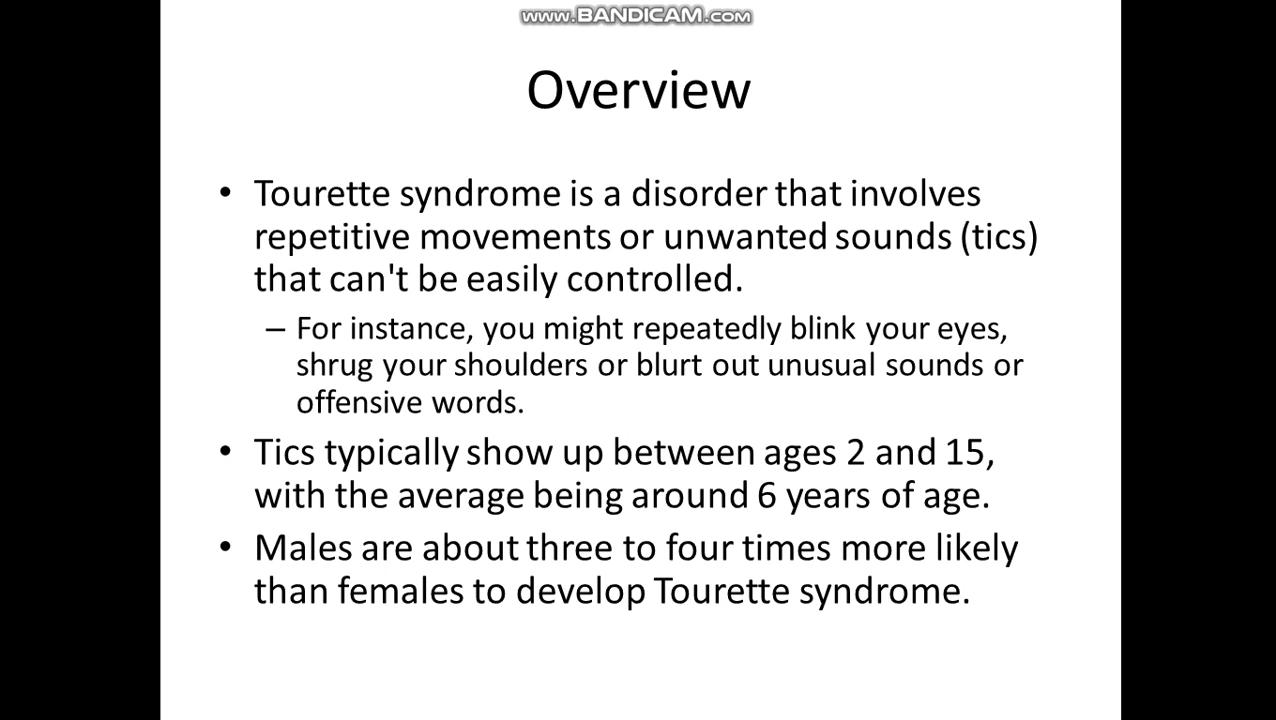 www.BANDICAM.com
Overview
• Tourette syndrome is a disorder that involves
repetitive movements or unwanted sounds (tics)
that can't be easily controlled.
– For instance, you might repeatedly blink your eyes,
shrug your shoulders or blurt out unusual sounds or
offensive words.
• Tics typically show up between ages 2 and 15,
with the average being around 6 years of age.
• Males are about three to four times more likely
than females to develop Tourette syndrome.